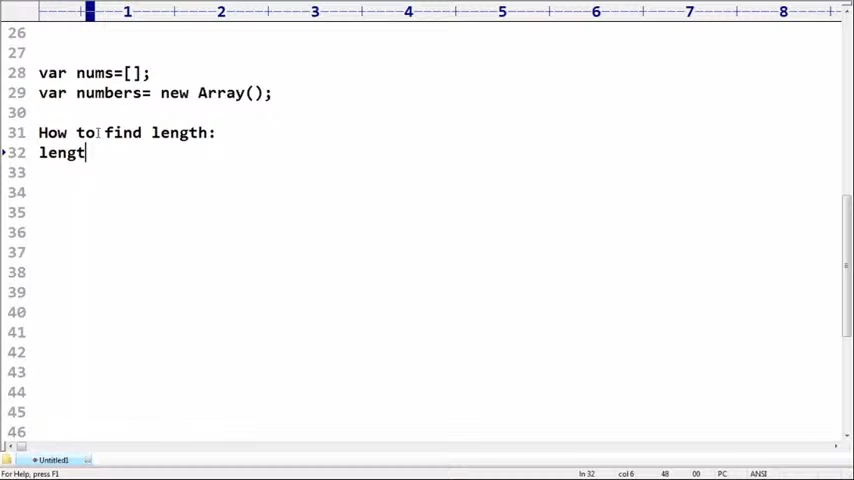 1 2 3 4 5 6 7 8
26
27
28 var nums=[];
29 var numbers= new Array();
30
31 How to find length:
32 lengt
33
34
35
36
37
38
39
40
41
42
43
44
45
46
Untitled1
For Help, press F1 ln 32 col 6 48 00 PC ANSI